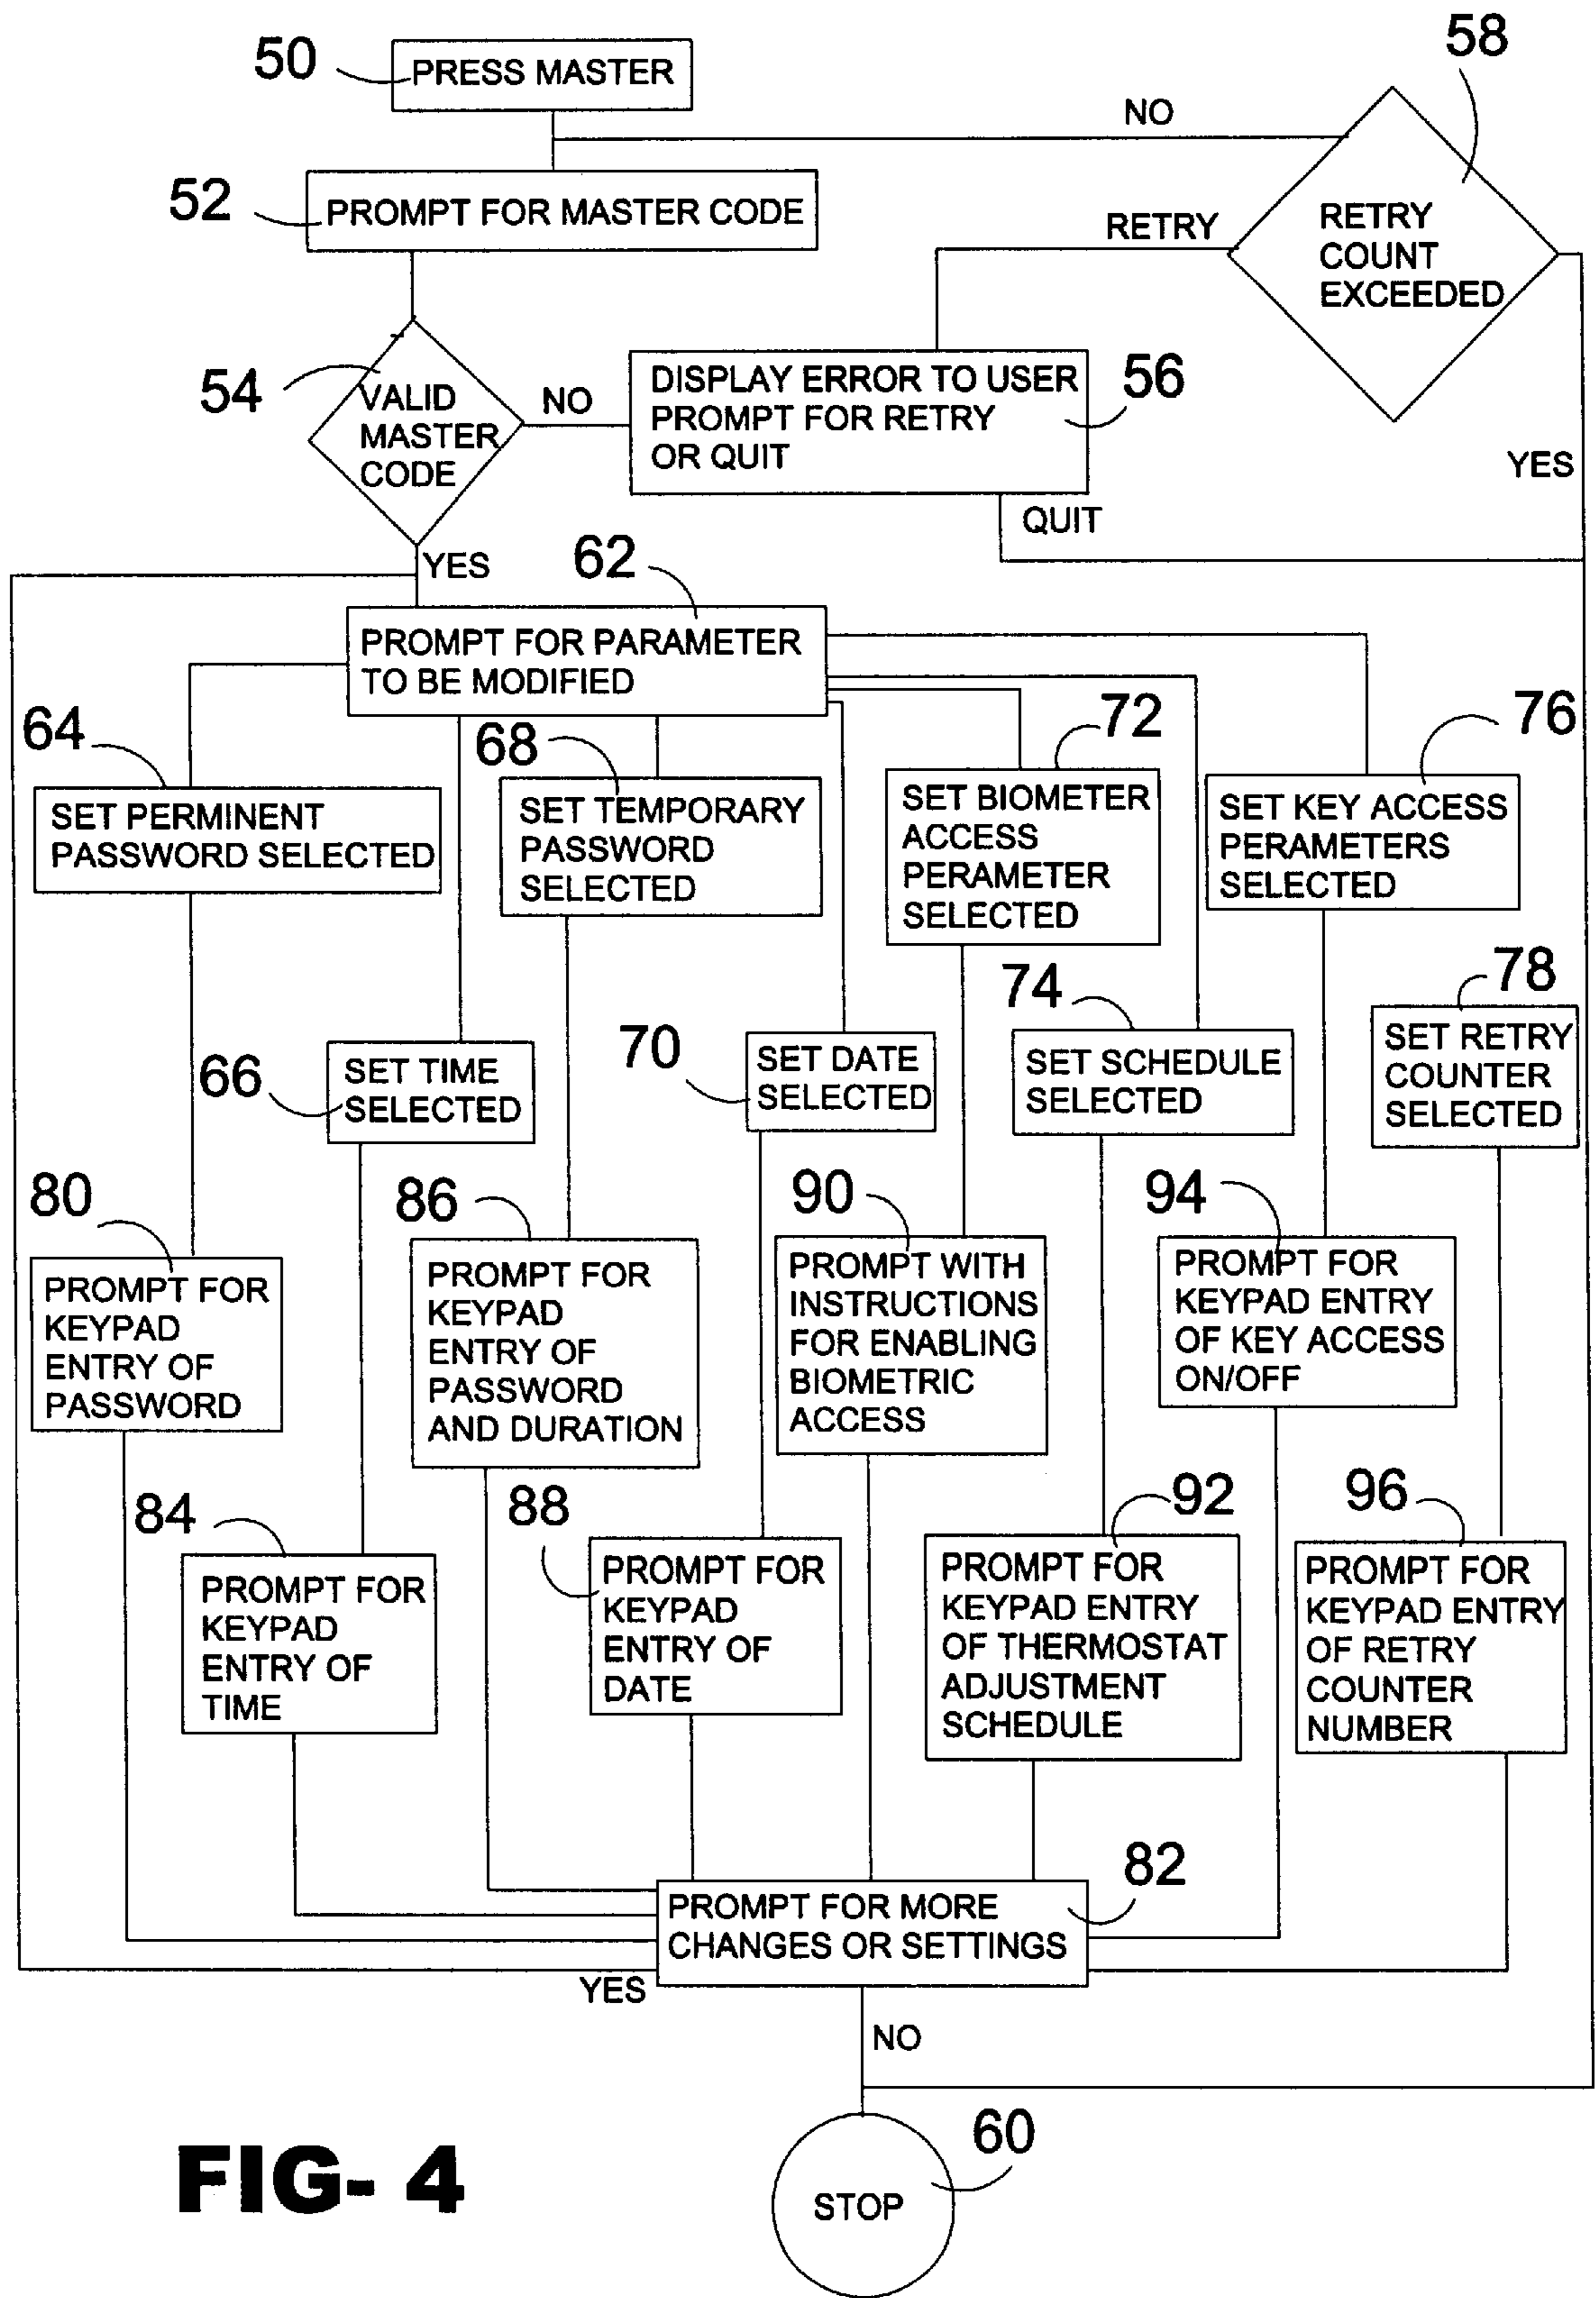 50
PRESS MASTER
58
NO
52
PROMPT FOR MASTER CODE
RETRY
RETRY
COUNT
EXCEEDED
54
VALID
MASTER
CODE
NO
DISPLAY ERROR TO USER
PROMPT FOR RETRY
OR QUIT
56
YES
QUIT
YES
62
PROMPT FOR PARAMETER
TO BE MODIFIED
64
SET PERMINENT
PASSWORD SELECTED
68
SET TEMPORARY
PASSWORD
SELECTED
72
SET BIOMETER
ACCESS
PERAMETER
SELECTED
76
SET KEY ACCESS
PERAMETERS
SELECTED
66
SET TIME
SELECTED
70
SET DATE
SELECTED
74
SET SCHEDULE
SELECTED
78
SET RETRY
COUNTER
SELECTED
80
PROMPT FOR
KEYPAD
ENTRY OF
PASSWORD
86
PROMPT FOR
KEYPAD
ENTRY OF
PASSWORD
AND DURATION
90
PROMPT WITH
INSTRUCTIONS
FOR ENABLING
BIOMETRIC
ACCESS
94
PROMPT FOR
KEYPAD ENTRY
OF KEY ACCESS
ON/OFF
84
PROMPT FOR
KEYPAD
ENTRY OF
TIME
88
PROMPT FOR
KEYPAD
ENTRY OF
DATE
92
PROMPT FOR
KEYPAD ENTRY
OF THERMOSTAT
ADJUSTMENT
SCHEDULE
96
PROMPT FOR
KEYPAD ENTRY
OF RETRY
COUNTER
NUMBER
82
PROMPT FOR MORE
CHANGES OR SETTINGS
YES
NO
60
STOP
FIG- 4